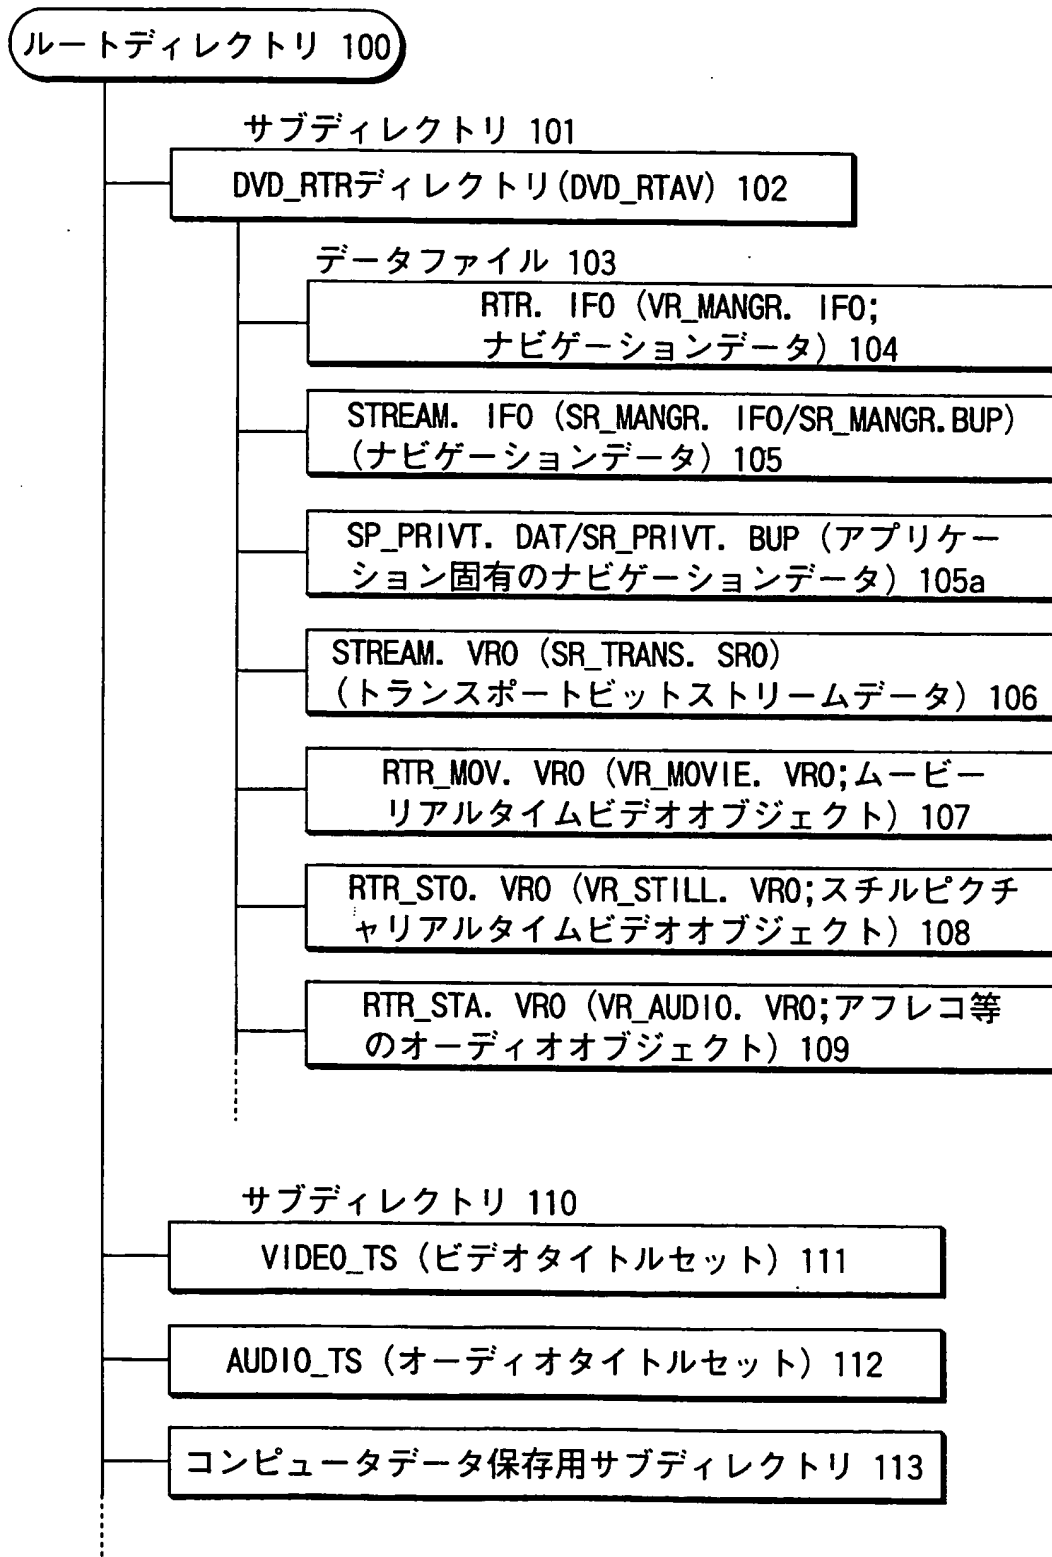 ルートディレクトリ 100
サブディレクトリ 101
DVD_RTRディレクトリ(DVD_RTAV) 102
データファイル 103
RTR. IFO (VR_MANGR. IFO;
ナビゲーションデータ) 104
STREAM. IFO (SR_MANGR. IFO/SR_MANGR.BUP)
(ナビゲーションデータ) 105
SP_PRIVT. DAT/SR_PRIVT. BUP (アプリケー
ション固有のナビゲーションデータ) 105a
STREAM. VRO (SR_TRANS. SRO)
(トランスポートビットストリームデータ) 106
RTR_MOV. VRO (VR_MOVIE. VRO;ムービー
リアルタイムビデオオブジェクト) 107
RTR_STO. VRO (VR_STILL. VRO;スチルピクチ
ャリアルタイムビデオオブジェクト) 108
RTR_STA. VRO (VR_AUDIO. VRO;アフレコ等
のオーディオオブジェクト) 109
サブディレクトリ 110
VIDEO_TS (ビデオタイトルセット) 111
AUDIO_TS (オーディオタイトルセット) 112
コンピュータデータ保存用サブディレクトリ 113